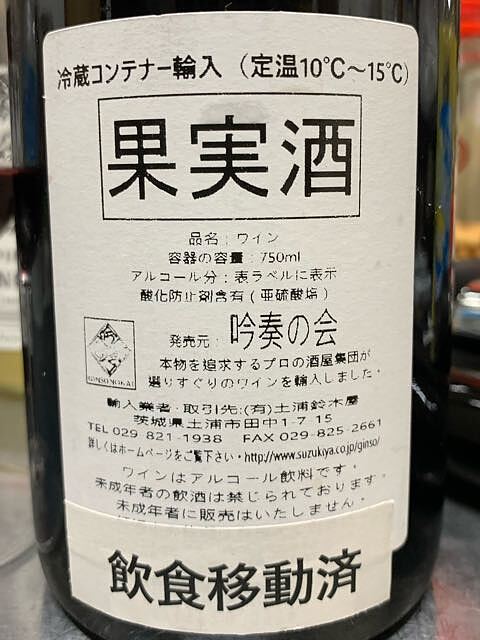 冷蔵コンテナー輸入（定温10℃〜15℃）
果実酒
品名：ワイン
容器の容量：750ml
アルコール分：表ラベルに表示
酸化防止剤含有（亜硫酸塩）
発売元：吟奏の会
GINSONOKAI
本物を追求するプロの酒屋集団が
選りすぐりのワインを輸入しました。
輸入業者・取引先：(有)土浦鈴木屋
茨城県土浦市田中1-7-15
TEL 029-821-1938 FAX 029-825-2661
詳しくはホームページをご覧下さい・http://www.suzukiya.co.jp/ginso/
ワインはアルコール飲料です。
未成年者の飲酒は禁じられております。
未成年者に販売はいたしません。
飲食移動済